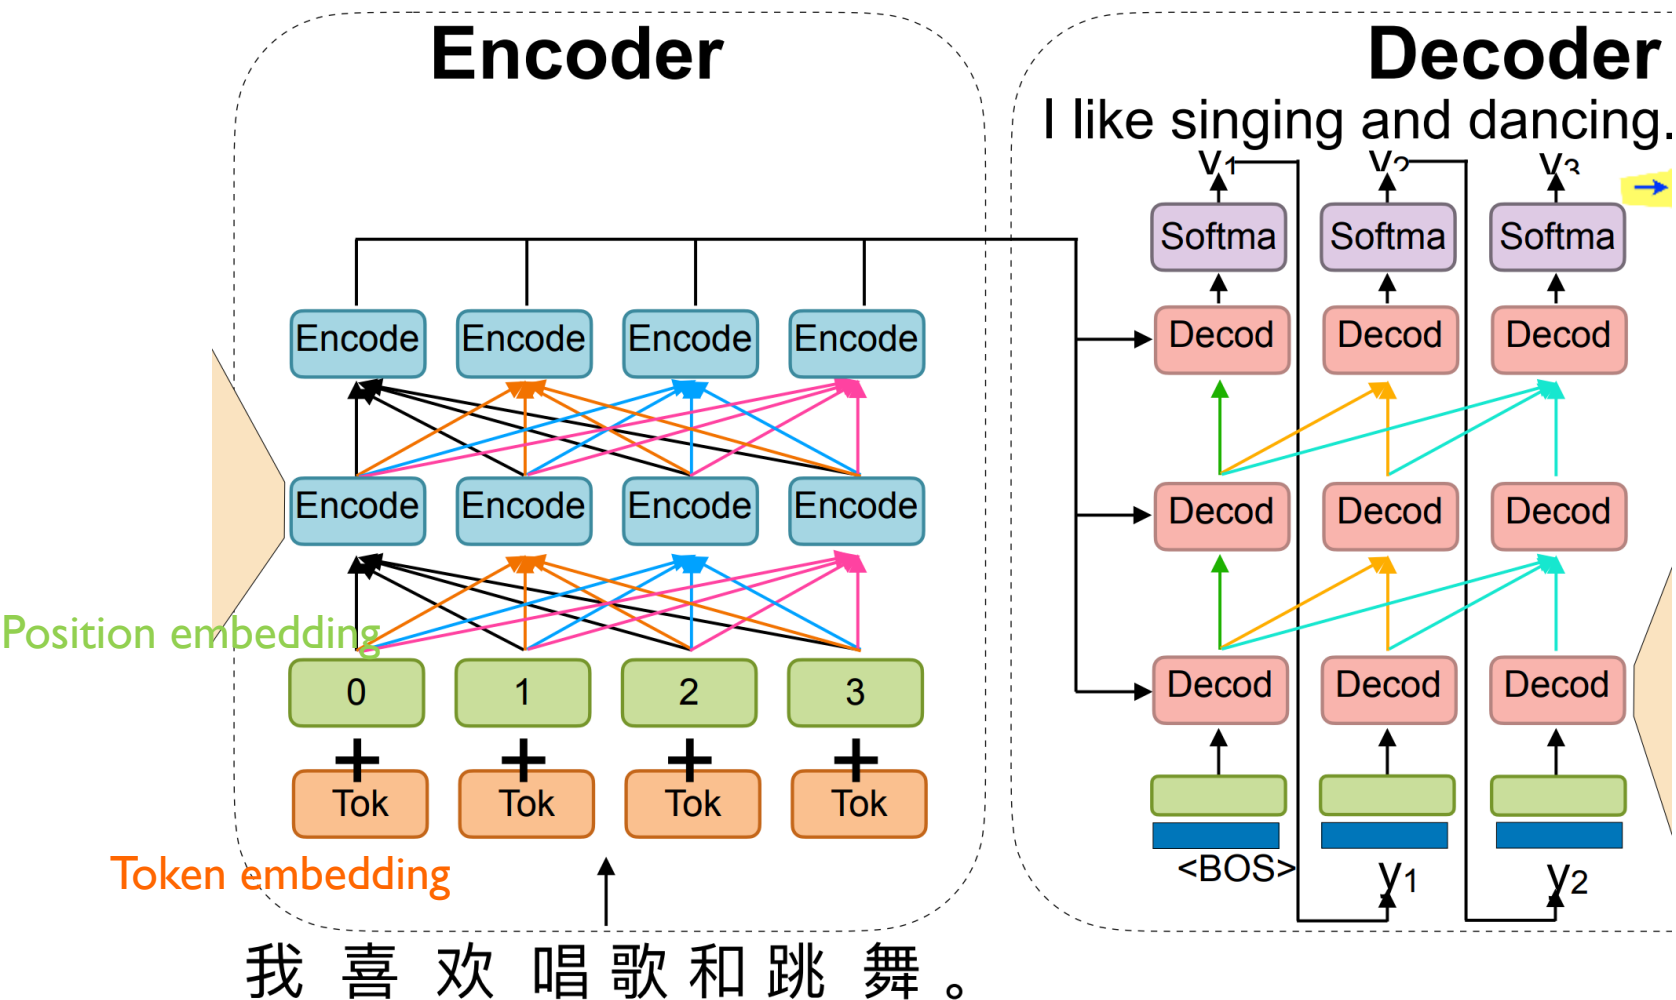 Encoder
Decoder
I like singing and dancing.
y1 y2 y3
Softma Softma Softma
Encode Encode Encode Encode
Decod Decod Decod
Encode Encode Encode Encode
Decod Decod Decod
Position embedding
0 1 2 3
Decod Decod Decod
+ + + +
Tok Tok Tok Tok
Token embedding
<BOS> y1 y2
我 喜 欢 唱 歌 和 跳 舞 。